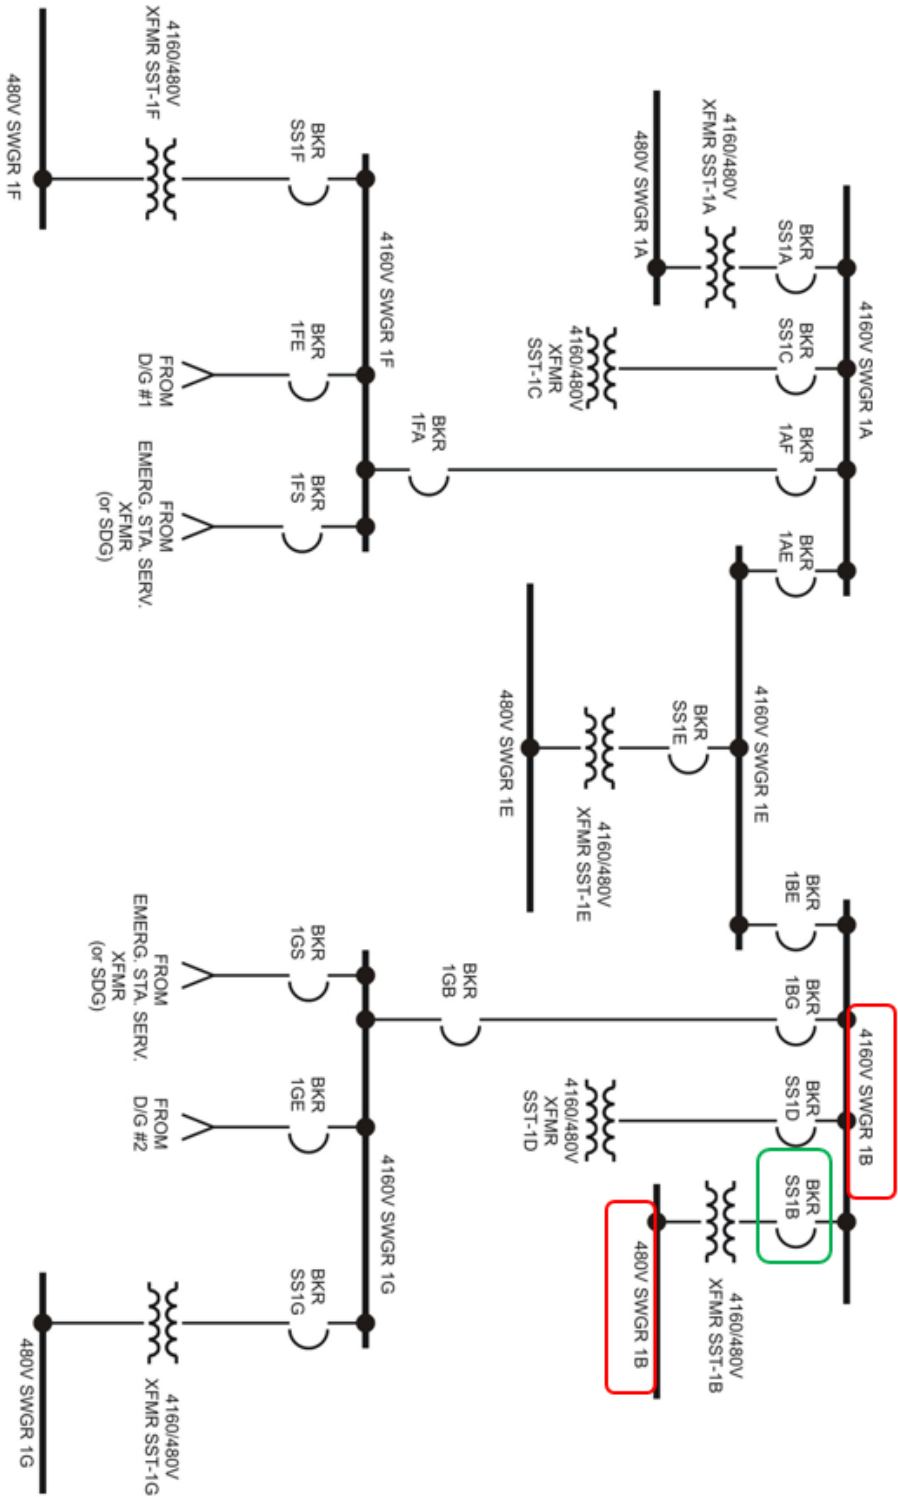 4160V SWGR 1A
4160V SWGR 1B
BKR
SS1A
BKR
SS1C
BKR
1AF
BKR
1AE
BKR
1BE
BKR
1BG
BKR
SS1D
BKR
SS1B
4160V SWGR 1E
4160/480V
XFMR SST-1A
4160/480V
XFMR SST-1B
BKR
SS1E
480V SWGR 1A
480V SWGR 1B
4160/480V
XFMR
SST-1C
4160/480V
XFMR SST-1E
4160/480V
XFMR
SST-1D
480V SWGR 1E
BKR
1FA
BKR
1GB
4160V SWGR 1F
4160V SWGR 1G
BKR
SS1F
BKR
1FE
BKR
1FS
BKR
1GS
BKR
1GE
BKR
SS1G
4160/480V
XFMR SST-1F
FROM
D/G #1
FROM
EMERG. STA. SERV.
XFMR
(or SDG)
FROM
EMERG. STA. SERV.
XFMR
(or SDG)
FROM
D/G #2
4160/480V
XFMR SST-1G
480V SWGR 1F
480V SWGR 1G